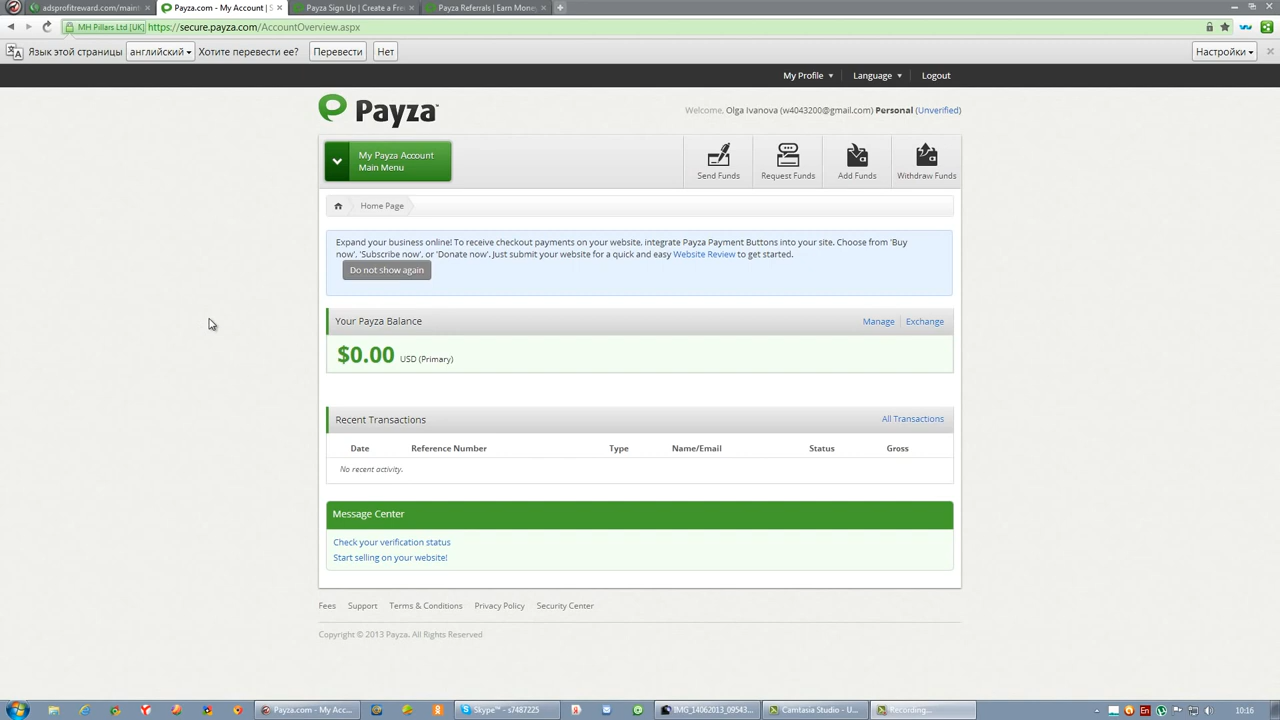 adsprofitreward.com/maim
Payza.com - My Account | S
Payza Sign Up | Create a Fre
Payza Referrals | Earn Money
MH Pillars Ltd [UK] https://secure.payza.com/AccountOverview.aspx
Язык этой страницы английский Хотите перевести ее? Перевести Нет Настройки
My Profile Language Logout
Payza
Welcome, Olga Ivanova (w4043200@gmail.com) Personal (Unverified)
My Payza Account
Main Menu
Send Funds Request Funds Add Funds Withdraw Funds
Home Page
Expand your business online! To receive checkout payments on your website, integrate Payza Payment Buttons into your site. Choose from 'Buy
now', 'Subscribe now', or 'Donate now'. Just submit your website for a quick and easy Website Review to get started.
Do not show again
Your Payza Balance Manage Exchange
$0.00 USD (Primary)
Recent Transactions All Transactions
Date Reference Number Type Name/Email Status Gross
No recent activity.
Message Center
Check your verification status
Start selling on your website!
Fees Support Terms & Conditions Privacy Policy Security Center
Copyright © 2013 Payza. All Rights Reserved
Payza.com - My Acc... Skype™ - s7487225 IMG_14062013_09543... Camtasia Studio - U... Recording... En 10:16